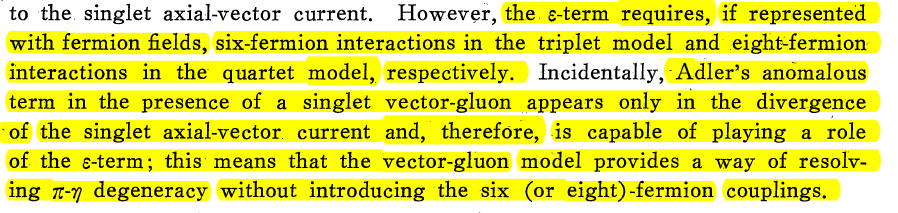 to the singlet axial-vector current. However, the ε-term requires, if represented
with fermion fields, six-fermion interactions in the triplet model and eight-fermion
interactions in the quartet model, respectively. Incidentally, Adler's anomalous
term in the presence of a singlet vector-gluon appears only in the divergence
of the singlet axial-vector current and, therefore, is capable of playing a role
of the ε-term; this means that the vector-gluon model provides a way of resolv-
ing π-η degeneracy without introducing the six (or eight)-fermion couplings.